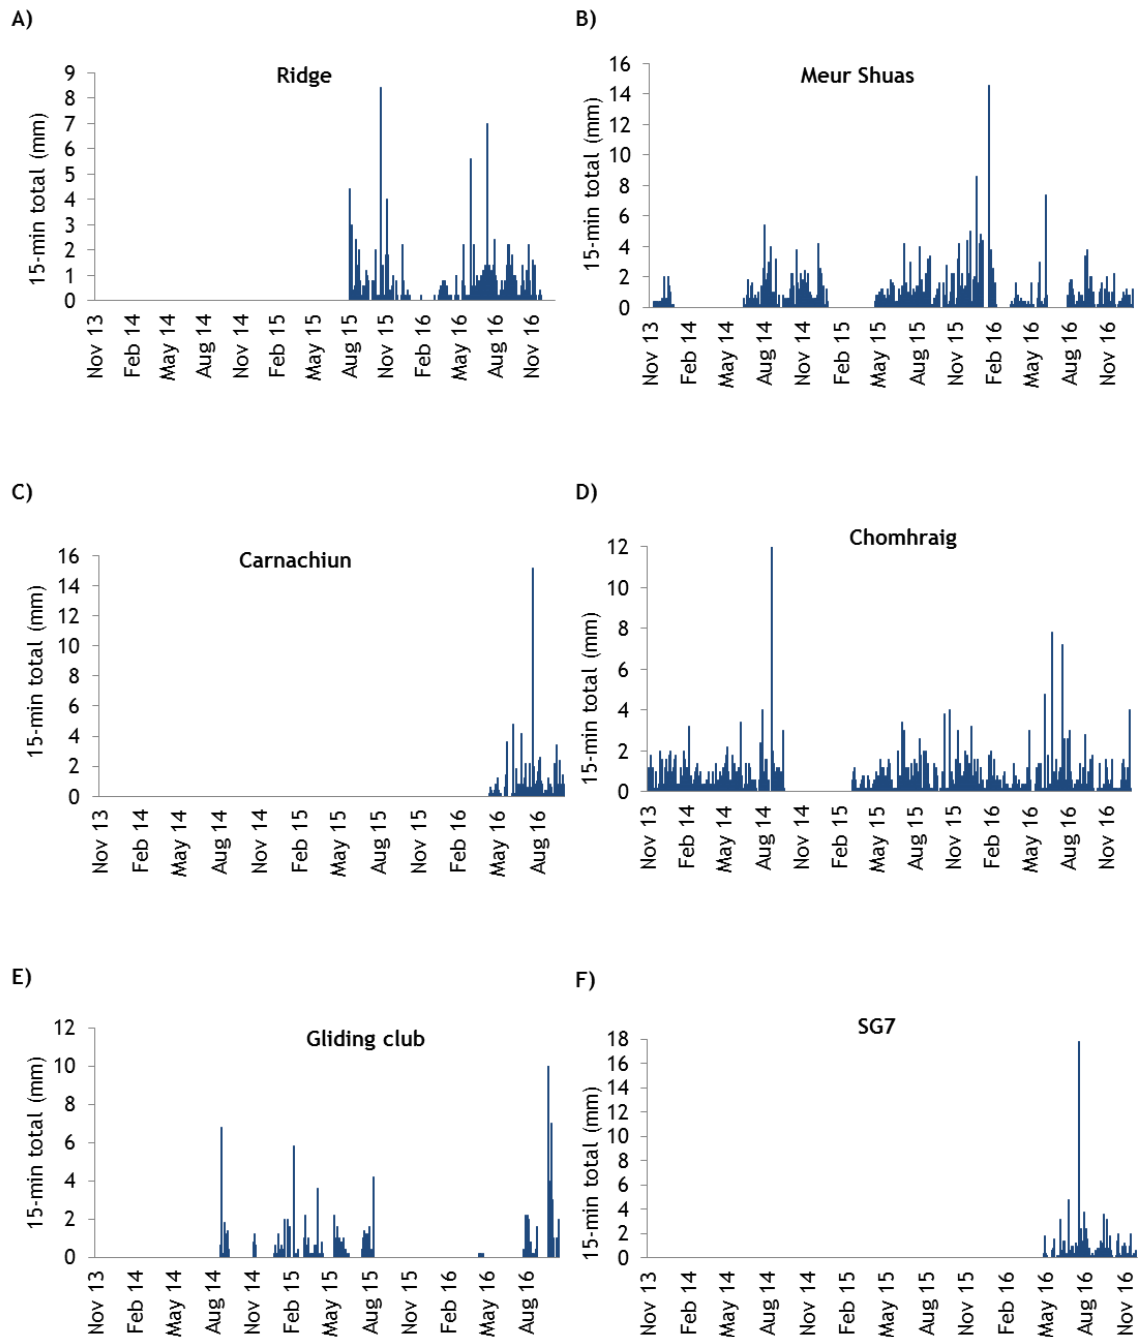 A)
Ridge
15-min total (mm)
9
8
7
6
5
4
3
2
1
0
Nov 13
Feb 14
May 14
Aug 14
Nov 14
Feb 15
May 15
Aug 15
Nov 15
Feb 16
May 16
Aug 16
Nov 16
B)
Meur Shuas
15-min total (mm)
16
14
12
10
8
6
4
2
0
Nov 13
Feb 14
May 14
Aug 14
Nov 14
Feb 15
May 15
Aug 15
Nov 15
Feb 16
May 16
Aug 16
Nov 16
C)
Carnachiun
15-min total (mm)
16
14
12
10
8
6
4
2
0
Nov 13
Feb 14
May 14
Aug 14
Nov 14
Feb 15
May 15
Aug 15
Nov 15
Feb 16
May 16
Aug 16
D)
Chomhraig
15-min total (mm)
12
10
8
6
4
2
0
Nov 13
Feb 14
May 14
Aug 14
Nov 14
Feb 15
May 15
Aug 15
Nov 15
Feb 16
May 16
Aug 16
Nov 16
E)
Gliding club
15-min total (mm)
12
10
8
6
4
2
0
Nov 13
Feb 14
May 14
Aug 14
Nov 14
Feb 15
May 15
Aug 15
Nov 15
Feb 16
May 16
Aug 16
F)
SG7
15-min total (mm)
18
16
14
12
10
8
6
4
2
0
Nov 13
Feb 14
May 14
Aug 14
Nov 14
Feb 15
May 15
Aug 15
Nov 15
Feb 16
May 16
Aug 16
Nov 16